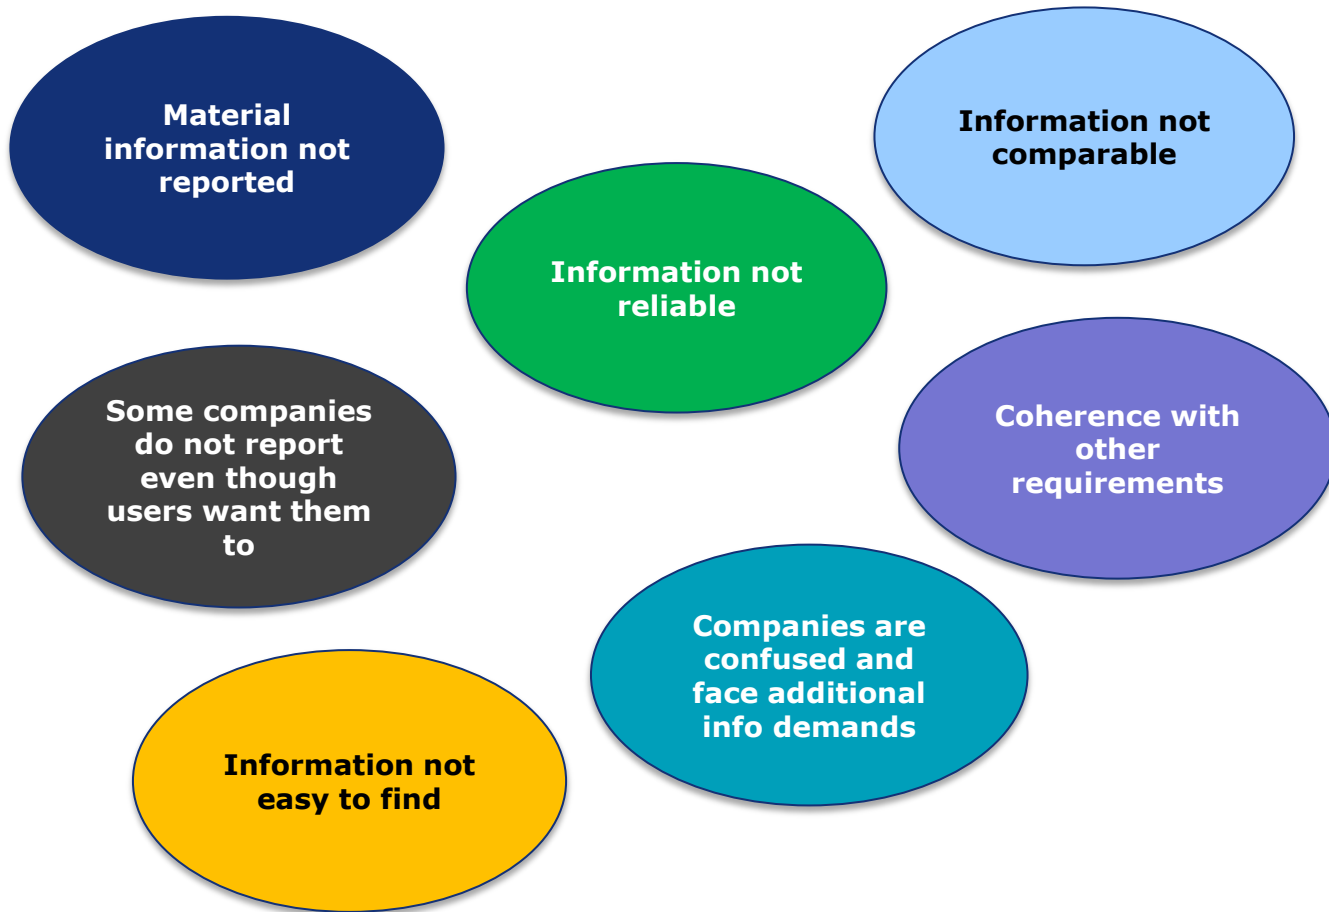 Material
information not
reported
Information not
comparable
Information not
reliable
Some companies
do not report
even though
users want them
to
Coherence with
other
requirements
Companies are
confused and
face additional
info demands
Information not
easy to find